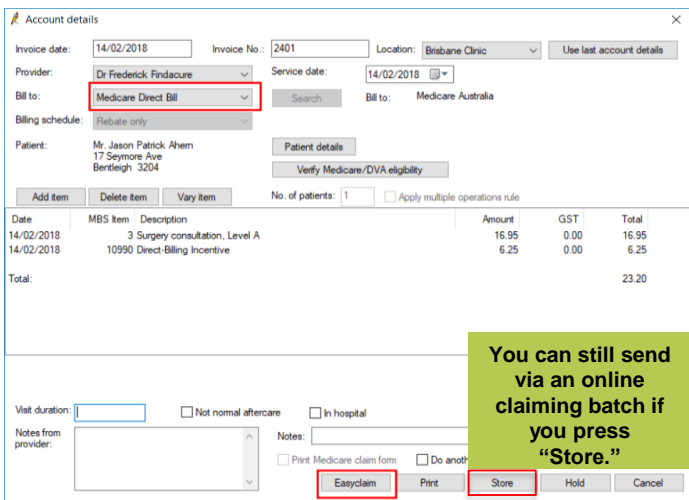 Account details
Invoice date: 14/02/2018 Invoice No.: 2401 Location: Brisbane Clinic Use last account details
Provider: Dr Frederick Findacure Service date: 14/02/2018
Bill to: Medicare Direct Bill Search Bill to: Medicare Australia
Billing schedule: Rebate only
Patient: Mr. Jason Patrick Ahern Patient details
17 Seymore Ave
Bentleigh 3204 Verify Medicare/DVA eligibility
Add item Delete item Vary item No. of patients: 1 Apply multiple operations rule
Date MBS Item Description Amount GST Total
14/02/2018 3 Surgery consultation, Level A 16.95 0.00 16.95
14/02/2018 10990 Direct-Billing Incentive 6.25 0.00 6.25
Total: 23.20
You can still send
via an online
claiming batch if
you press
“Store.”
Visit duration: Not normal aftercare In hospital
Notes from
provider: Notes:
Print Medicare claim form Do anoth
Easyclaim Print Store Hold Cancel